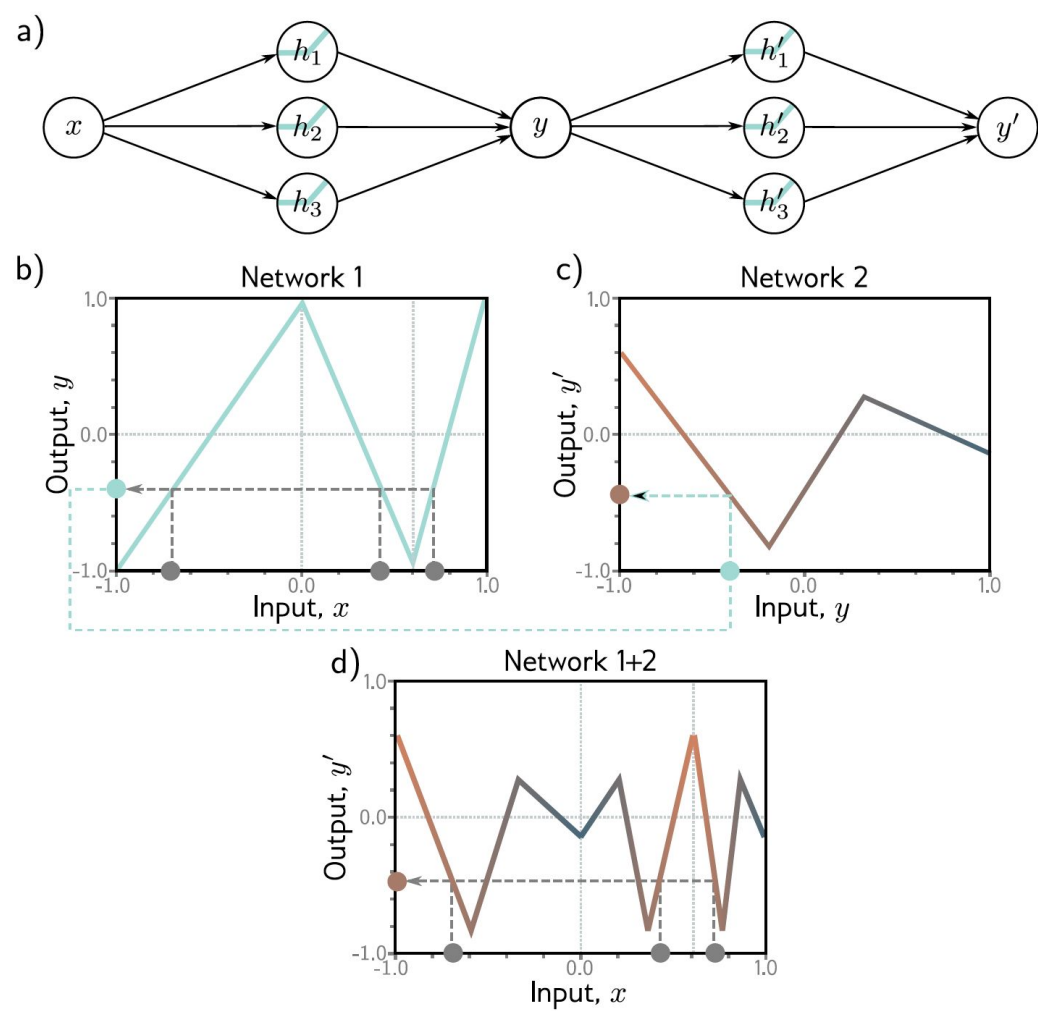 a)
h₁ h′₁
x h₂ y h′₂ y′
h₃ h′₃
b) Network 1
1.0
Output, y
0.0
-1.0
-1.0 0.0 1.0
Input, x
c) Network 2
1.0
Output, y′
0.0
-1.0
-1.0 0.0 1.0
Input, y
d) Network 1+2
1.0
Output, y′
0.0
-1.0
-1.0 0.0 1.0
Input, x